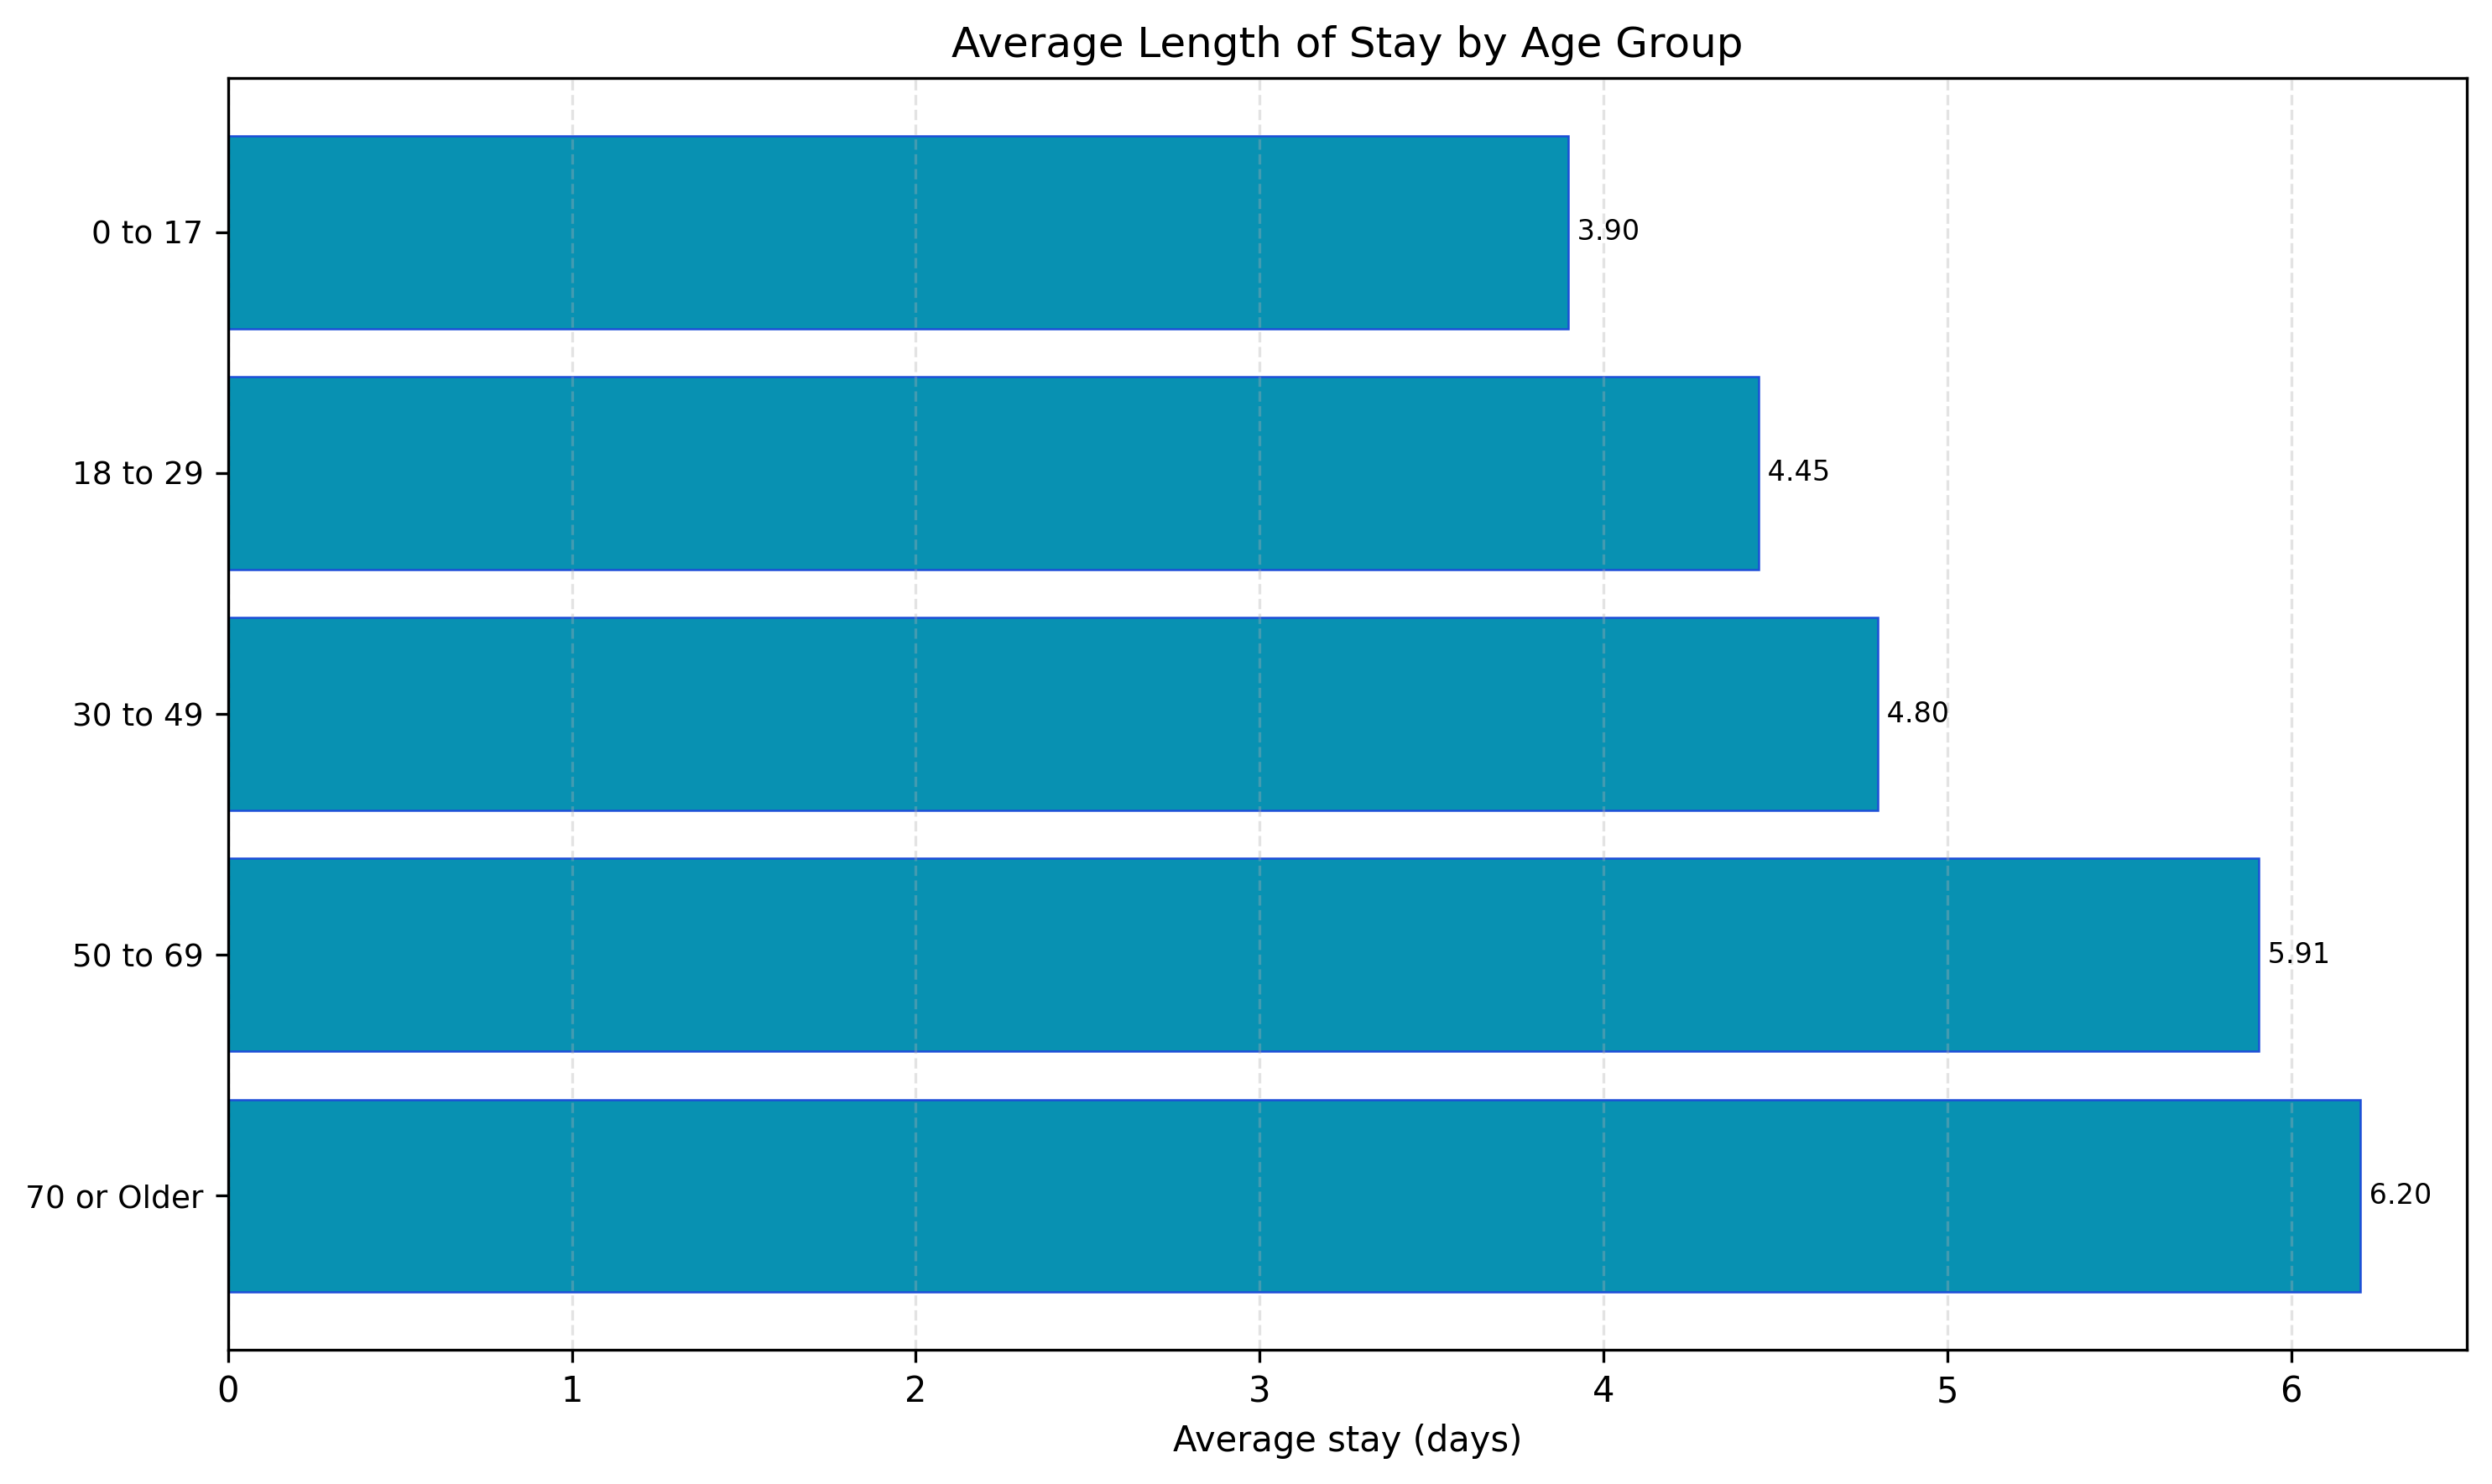 Average Length of Stay by Age Group
0 to 17
3.90
18 to 29
4.45
30 to 49
4.80
50 to 69
5.91
70 or Older
6.20
0 1 2 3 4 5 6
Average stay (days)